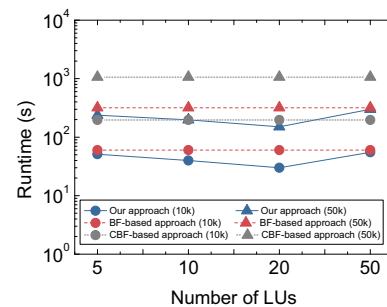 10^4
10^3
10^2
10^1
10^0
Runtime (s)
Our approach (10k) Our approach (50k)
BF-based approach (10k) BF-based approach (50k)
CBF-based approach (10k) CBF-based approach (50k)
5 10 20 50
Number of LUs